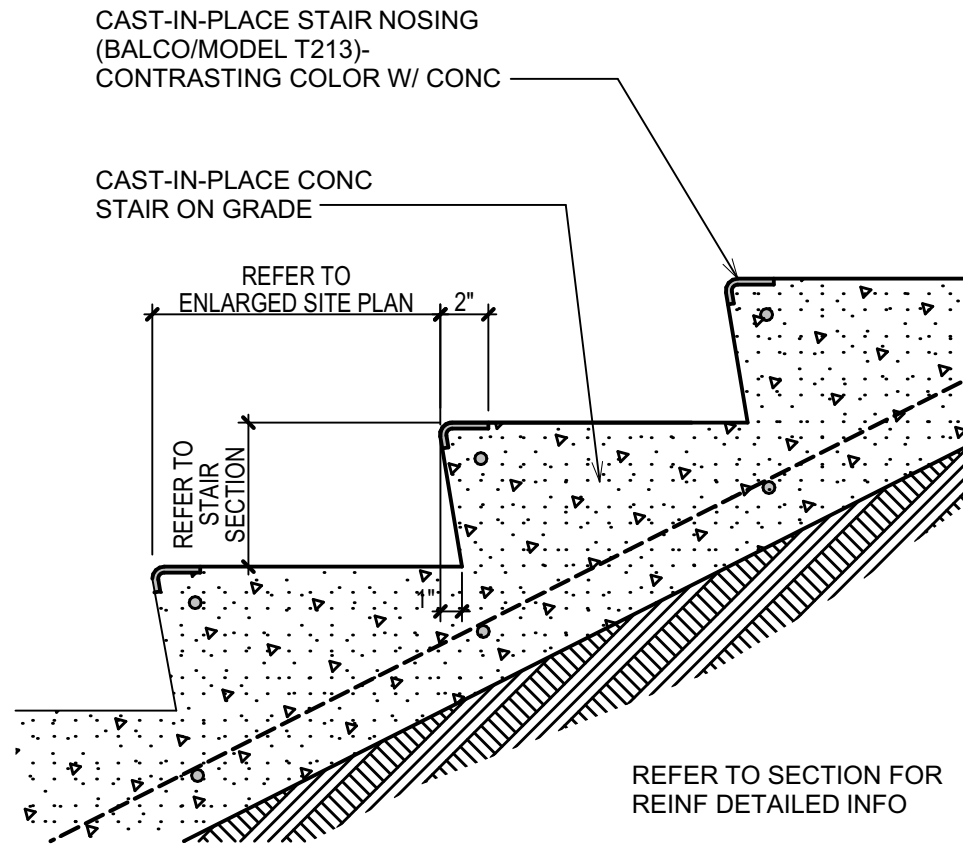 CAST-IN-PLACE STAIR NOSING
(BALCO/MODEL T213)-
CONTRASTING COLOR W/ CONC
CAST-IN-PLACE CONC
STAIR ON GRADE
REFER TO
ENLARGED SITE PLAN
2"
REFER TO
STAIR
SECTION
1"
REFER TO SECTION FOR
REINF DETAILED INFO